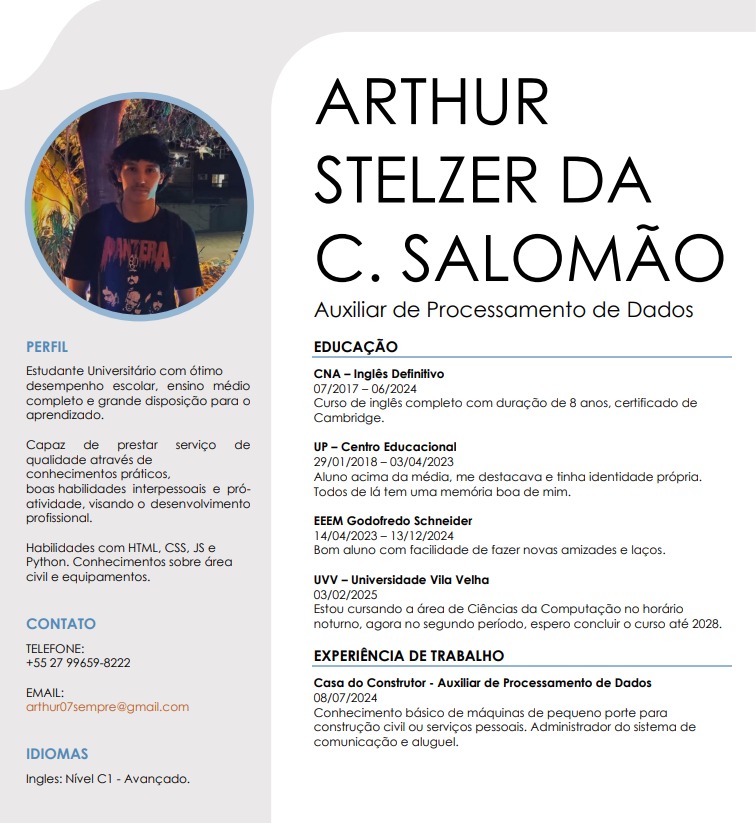 ARTHUR
STELZER DA
C. SALOMÃO
Auxiliar de Processamento de Dados
PANTERA
PERFIL
Estudante Universitário com ótimo
desempenho escolar, ensino médio
completo e grande disposição para o
aprendizado.
Capaz de prestar serviço de
qualidade através de
conhecimentos práticos,
boas habilidades interpessoais e pró-
atividade, visando o desenvolvimento
profissional.
Habilidades com HTML, CSS, JS e
Python. Conhecimentos sobre área
civil e equipamentos.
CONTATO
TELEFONE:
+55 27 99659-8222
EMAIL:
arthur07sempre@gmail.com
IDIOMAS
Ingles: Nível C1 - Avançado.
EDUCAÇÃO
CNA – Inglês Definitivo
07/2017 – 06/2024
Curso de inglês completo com duração de 8 anos, certificado de
Cambridge.
UP – Centro Educacional
29/01/2018 – 03/04/2023
Aluno acima da média, me destacava e tinha identidade própria.
Todos de lá tem uma memória boa de mim.
EEEM Godofredo Schneider
14/04/2023 – 13/12/2024
Bom aluno com facilidade de fazer novas amizades e laços.
UVV – Universidade Vila Velha
03/02/2025
Estou cursando a área de Ciências da Computação no horário
noturno, agora no segundo período, espero concluir o curso até 2028.
EXPERIÊNCIA DE TRABALHO
Casa do Construtor - Auxiliar de Processamento de Dados
08/07/2024
Conhecimento básico de máquinas de pequeno porte para
construção civil ou serviços pessoais. Administrador do sistema de
comunicação e aluguel.